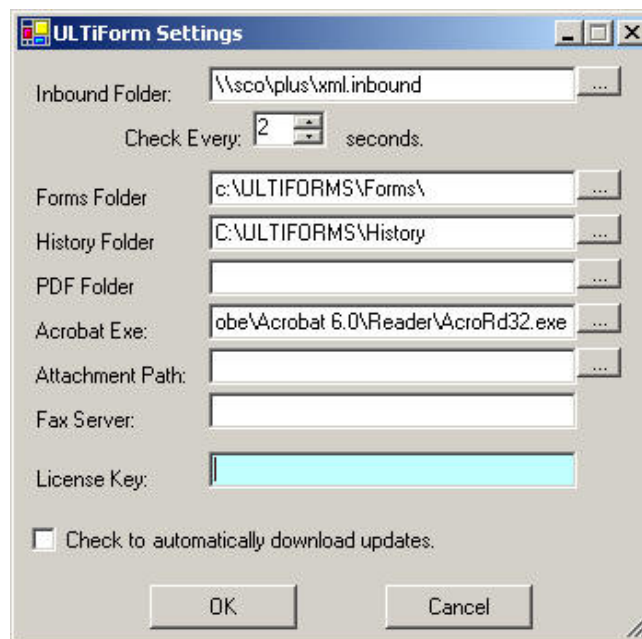 ULTiForm Settings
Inbound Folder: \\sco\plus\xml.inbound ...
Check Every: 2 seconds.
Forms Folder c:\ULTIFORMS\Forms\ ...
History Folder C:\ULTIFORMS\History ...
PDF Folder ...
Acrobat Exe: obe\Acrobat 6.0\Reader\AcroRd32.exe ...
Attachment Path: ...
Fax Server:
License Key:
Check to automatically download updates.
OK Cancel